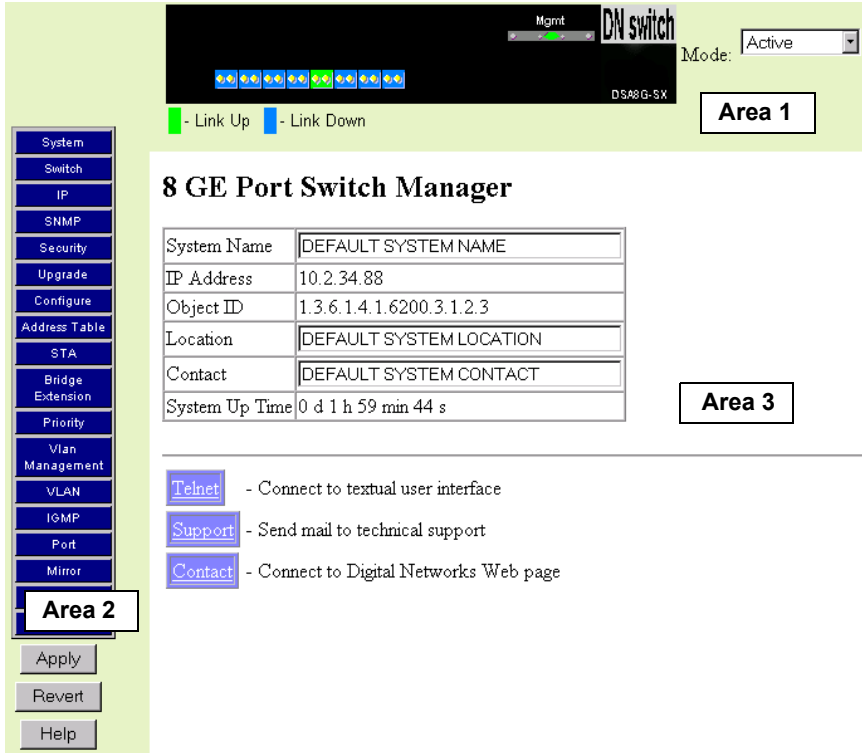 Mgmt
DN switch
Mode: Active
DSA8G-SX
Area 1
- Link Up - Link Down
System
Switch
IP
SNMP
Security
Upgrade
Configure
Address Table
STA
Bridge
Extension
Priority
Vlan
Management
VLAN
IGMP
Port
Mirror
Area 2
Apply
Revert
Help
8 GE Port Switch Manager
System Name DEFAULT SYSTEM NAME
IP Address 10.2.34.88
Object ID 1.3.6.1.4.1.6200.3.1.2.3
Location DEFAULT SYSTEM LOCATION
Contact DEFAULT SYSTEM CONTACT
System Up Time 0 d 1 h 59 min 44 s
Area 3
Telnet - Connect to textual user interface
Support - Send mail to technical support
Contact - Connect to Digital Networks Web page